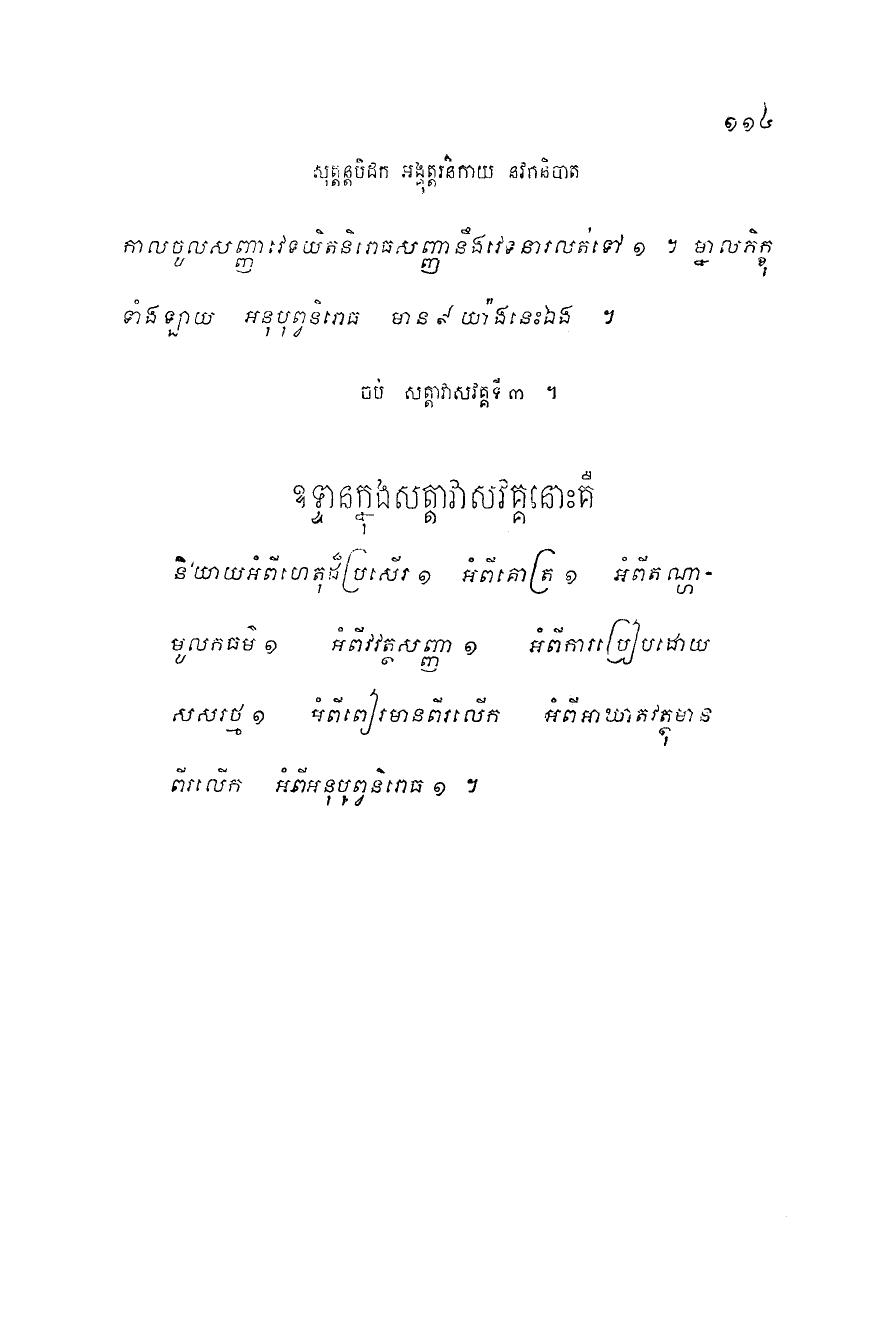 ១១៤
សុត្តន្តបិដក អង្គុត្តរនិកាយ នវកនិបាត
កាលចូលសញ្ញាវេទយិតនិរោធសញ្ញានឹងវេទនារលត់ទៅ ១ ។ ម្នាលភិក្ខុ
ទាំងឡាយ អនុបុព្វនិរោធ មាន ៩ យ៉ាងនេះឯង ។
ចប់ សត្តាវាសវគ្គទី ៣ ។
ឧទ្ទានក្នុងសត្តាវាសវគ្គនោះគឺ
និយាយអំពីហេតុដ៏ប្រសើរ ១ អំពីគោត្រ ១ អំពីតណ្ហា-
មូលកធម៌ ១ អំពីវវត្ថសញ្ញា ១ អំពីការប្រៀបដោយ
សសរថ្ម ១ អំពីពៀរមានពីរលើក អំពីអាឃាតវត្ថុមាន
ពីរលើក អំពីអនុបុព្វនិរោធ ១ ។